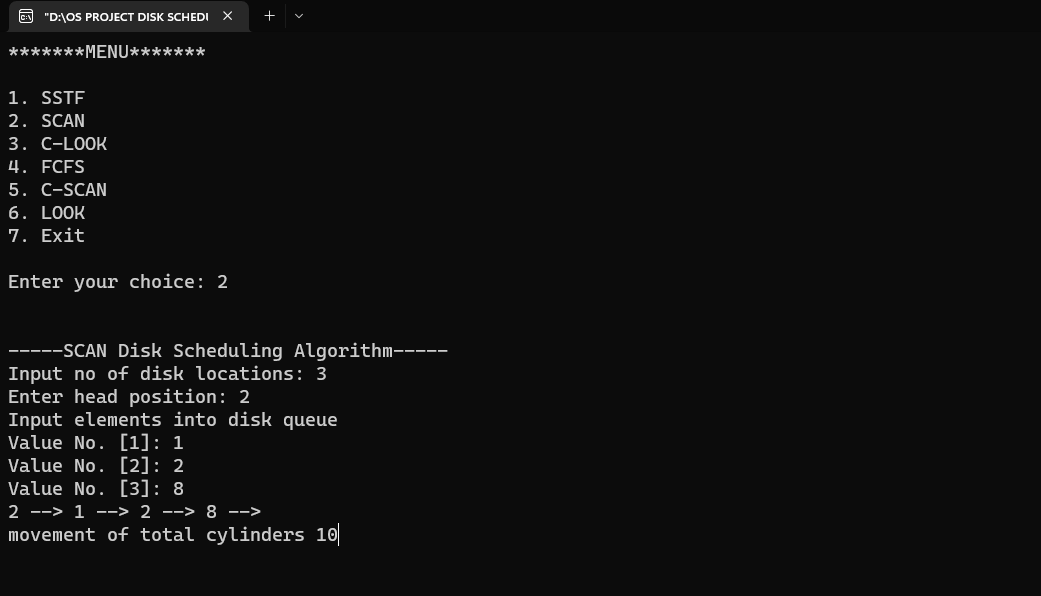 "D:\OS PROJECT DISK SCHEDU
*******MENU*******
1. SSTF
2. SCAN
3. C-LOOK
4. FCFS
5. C-SCAN
6. LOOK
7. Exit
Enter your choice: 2
-----SCAN Disk Scheduling Algorithm-----
Input no of disk locations: 3
Enter head position: 2
Input elements into disk queue
Value No. [1]: 1
Value No. [2]: 2
Value No. [3]: 8
2 --> 1 --> 2 --> 8 -->
movement of total cylinders 10